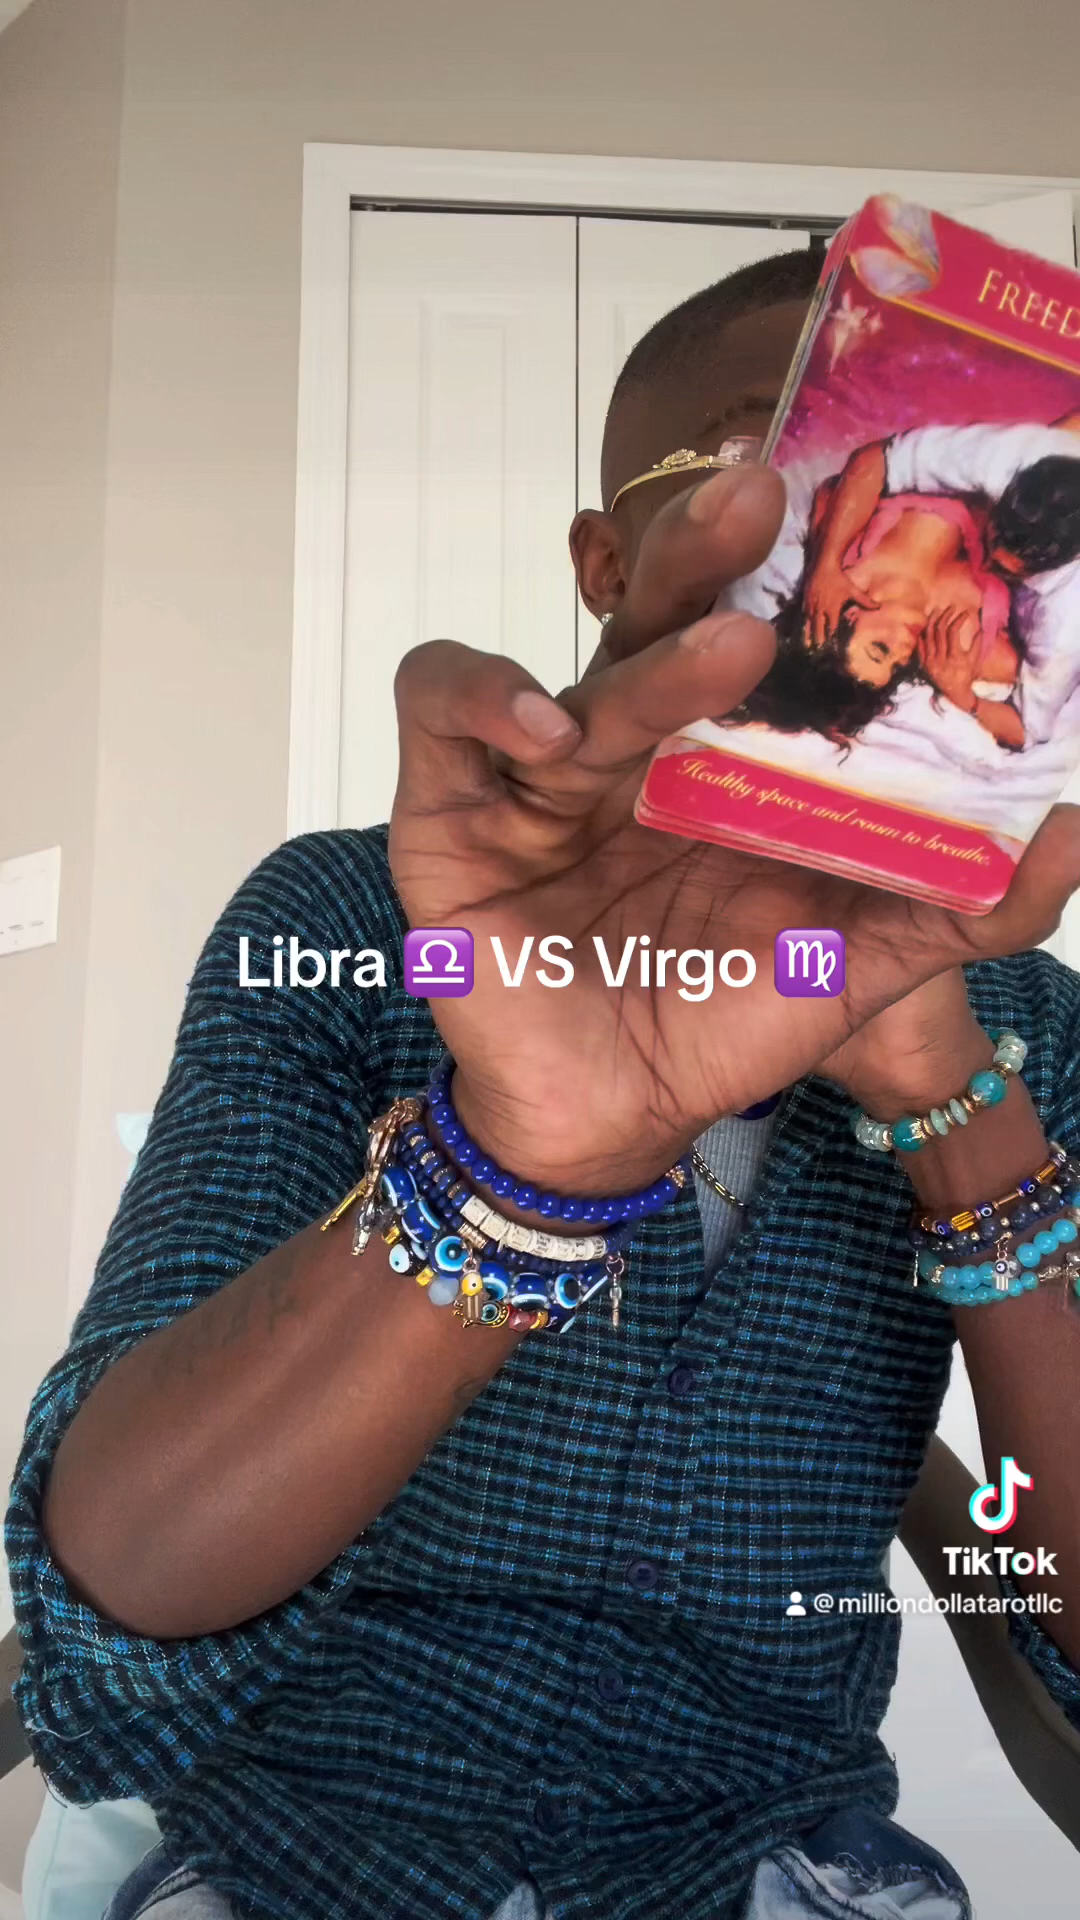 FREED
Healthy space and room to breathe.
Libra ♎ VS Virgo ♍
TikTok
@milliondollatarotllc